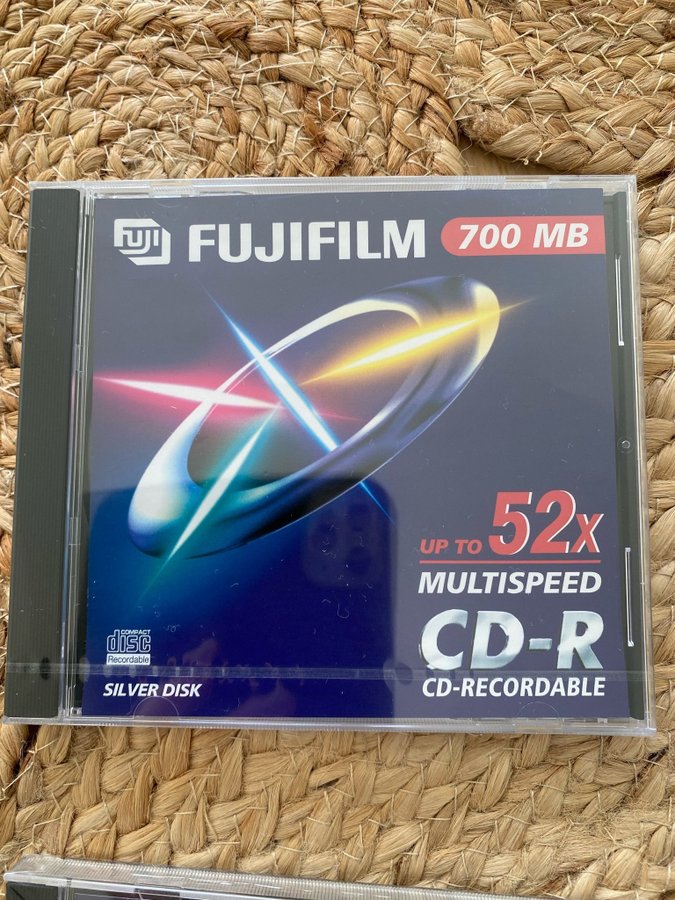 FUJI FUJIFILM 700 MB
UP TO 52X
MULTISPEED
CD-R
CD-RECORDABLE
COMPACT
disc
Recordable
SILVER DISK